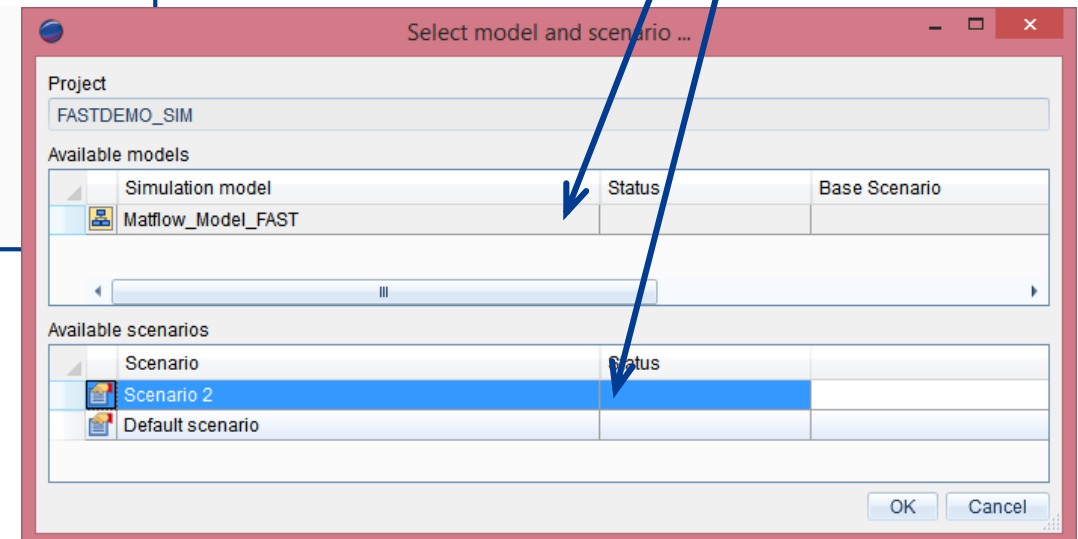 Select model and scenario ...
Project
FASTDEMO_SIM
Available models
Simulation model Status Base Scenario
Matflow_Model_FAST
Available scenarios
Scenario Status
Scenario 2
Default scenario
OK Cancel